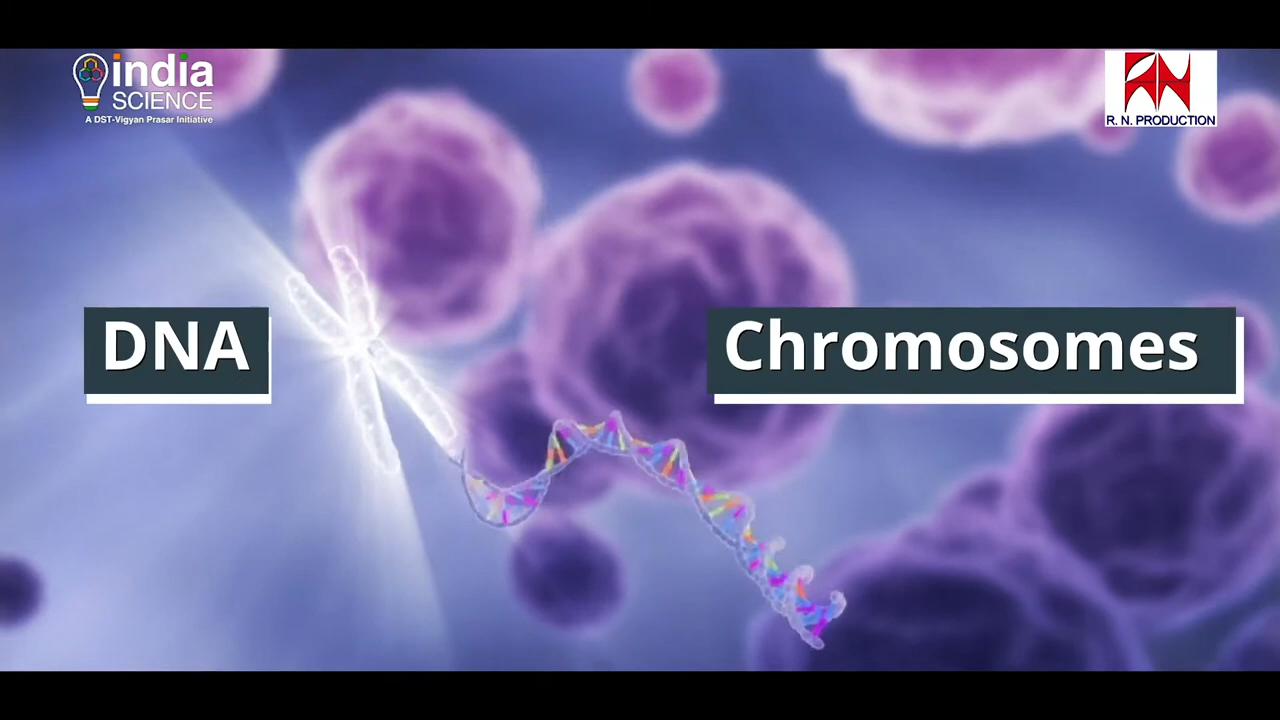 india
SCIENCE
A DST-Vigyan Prasar Initiative
R. N. PRODUCTION
DNA
Chromosomes